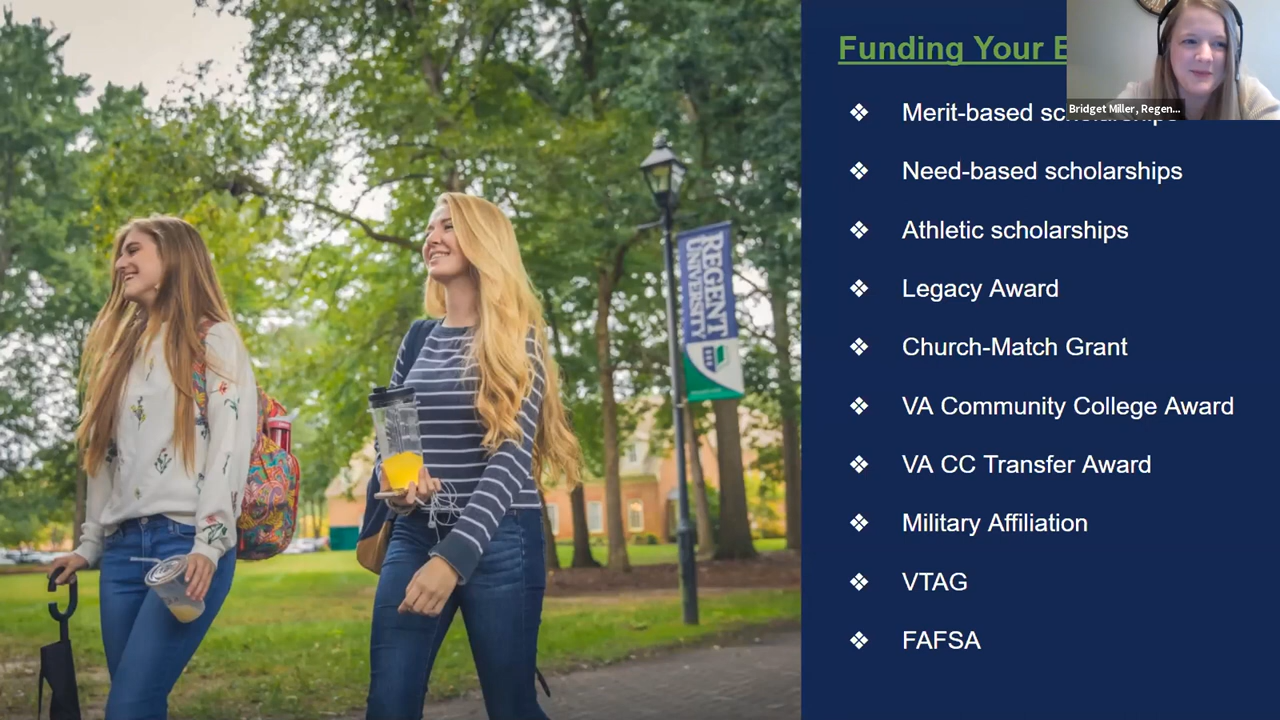 Funding Your E
Bridget Miller, Regen...
❖ Merit-based scholarships
❖ Need-based scholarships
❖ Athletic scholarships
❖ Legacy Award
❖ Church-Match Grant
❖ VA Community College Award
❖ VA CC Transfer Award
❖ Military Affiliation
❖ VTAG
❖ FAFSA
REGENT
UNIVERSITY